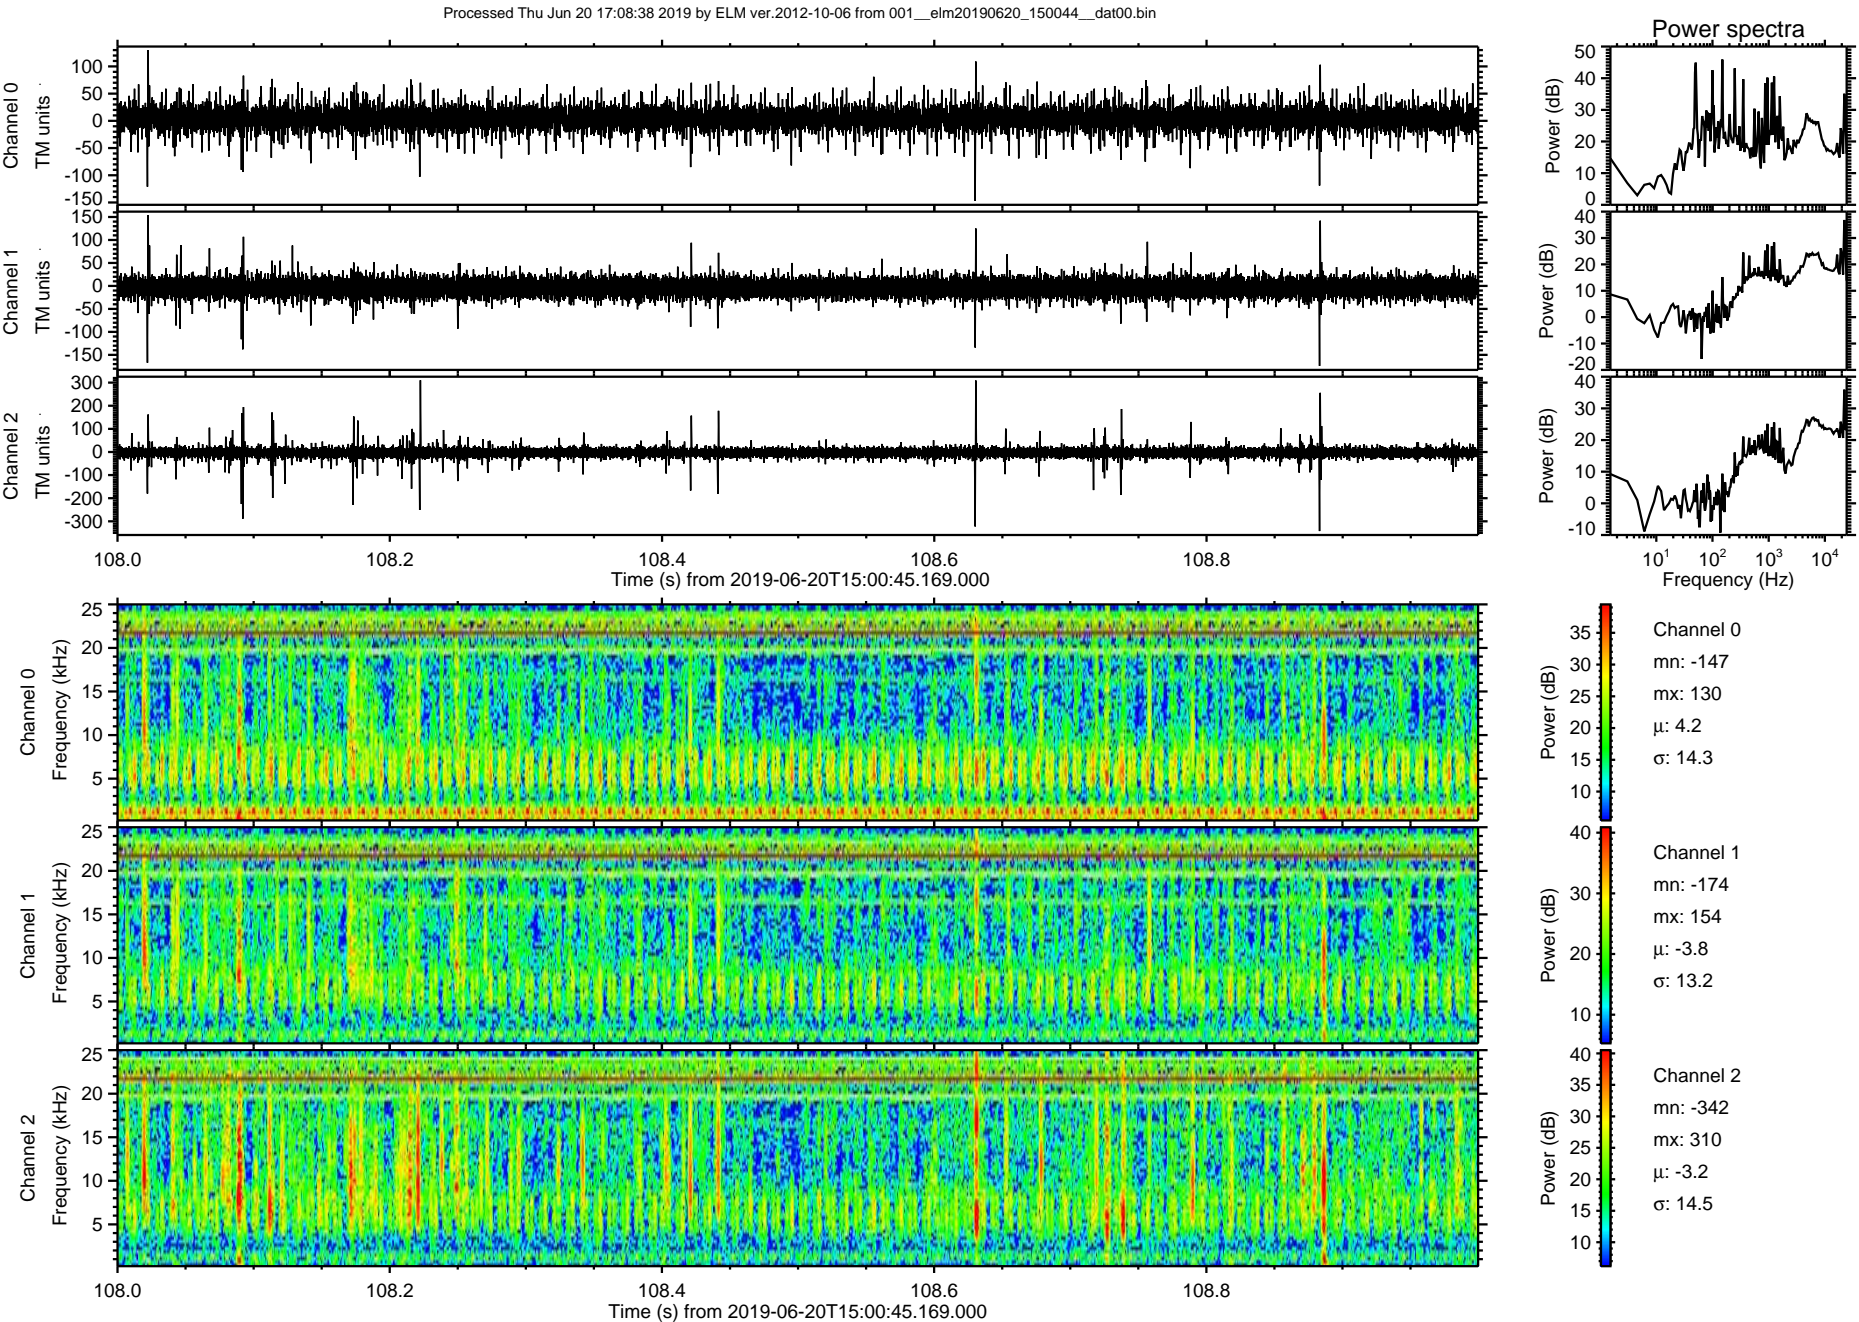 Processed Thu Jun 20 17:08:38 2019 by ELM ver.2012-10-06 from 001__elm20190620_150044__dat00.bin
Power spectra
Channel 0
TM units
100
50
0
-50
-100
-150
Power (dB)
50
40
30
20
10
0
Channel 1
TM units
150
100
50
0
-50
-100
-150
Power (dB)
40
30
20
10
0
-10
-20
Channel 2
TM units
300
200
100
0
-100
-200
-300
Power (dB)
40
30
20
10
0
-10
108.0 108.2 108.4 108.6 108.8
Time (s) from 2019-06-20T15:00:45.169.000
10^1 10^2 10^3 10^4
Frequency (Hz)
Channel 0
Frequency (kHz)
25
20
15
10
5
Power (dB)
35
30
25
20
15
10
Channel 0
mn: -147
mx: 130
μ: 4.2
σ: 14.3
Channel 1
Frequency (kHz)
25
20
15
10
5
Power (dB)
40
30
20
10
Channel 1
mn: -174
mx: 154
μ: -3.8
σ: 13.2
Channel 2
Frequency (kHz)
25
20
15
10
5
Power (dB)
40
35
30
25
20
15
10
Channel 2
mn: -342
mx: 310
μ: -3.2
σ: 14.5
108.0 108.2 108.4 108.6 108.8
Time (s) from 2019-06-20T15:00:45.169.000